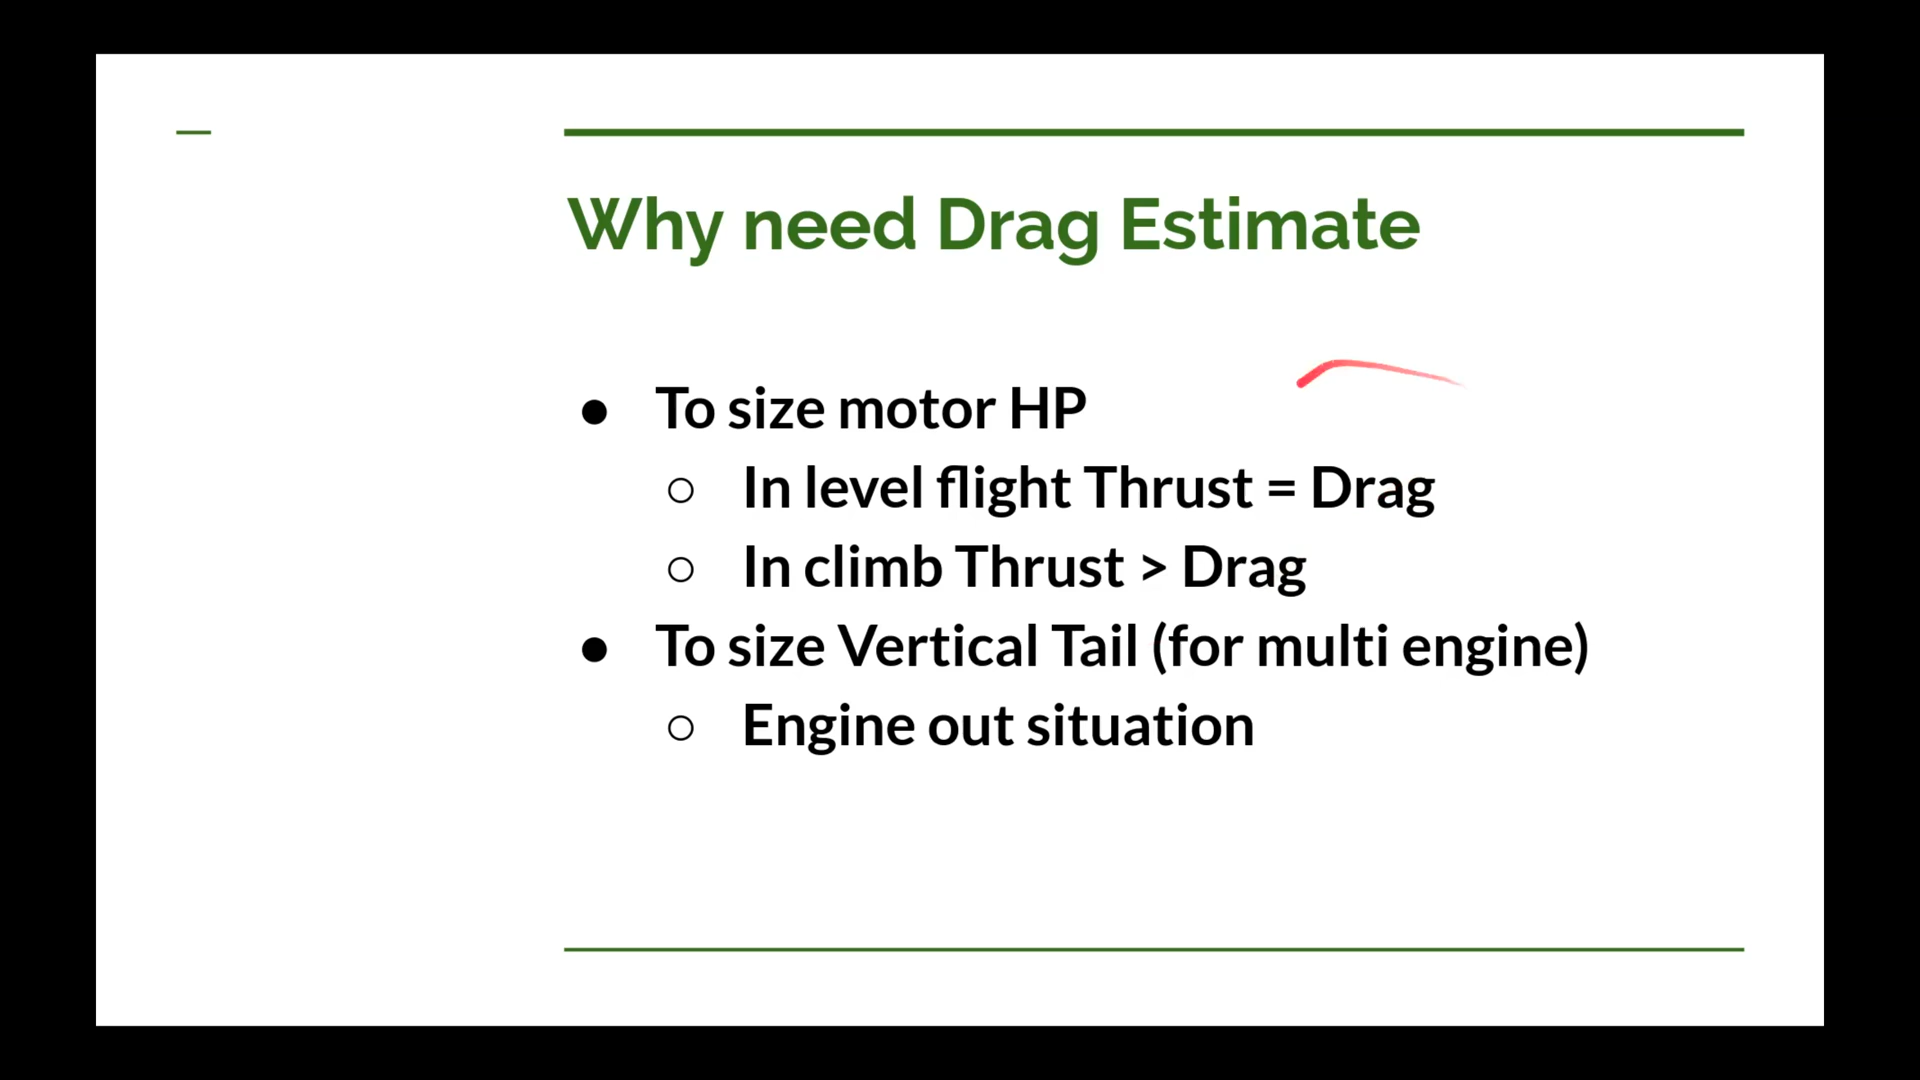 Why need Drag Estimate
● To size motor HP
○ In level flight Thrust = Drag
○ In climb Thrust > Drag
● To size Vertical Tail (for multi engine)
○ Engine out situation